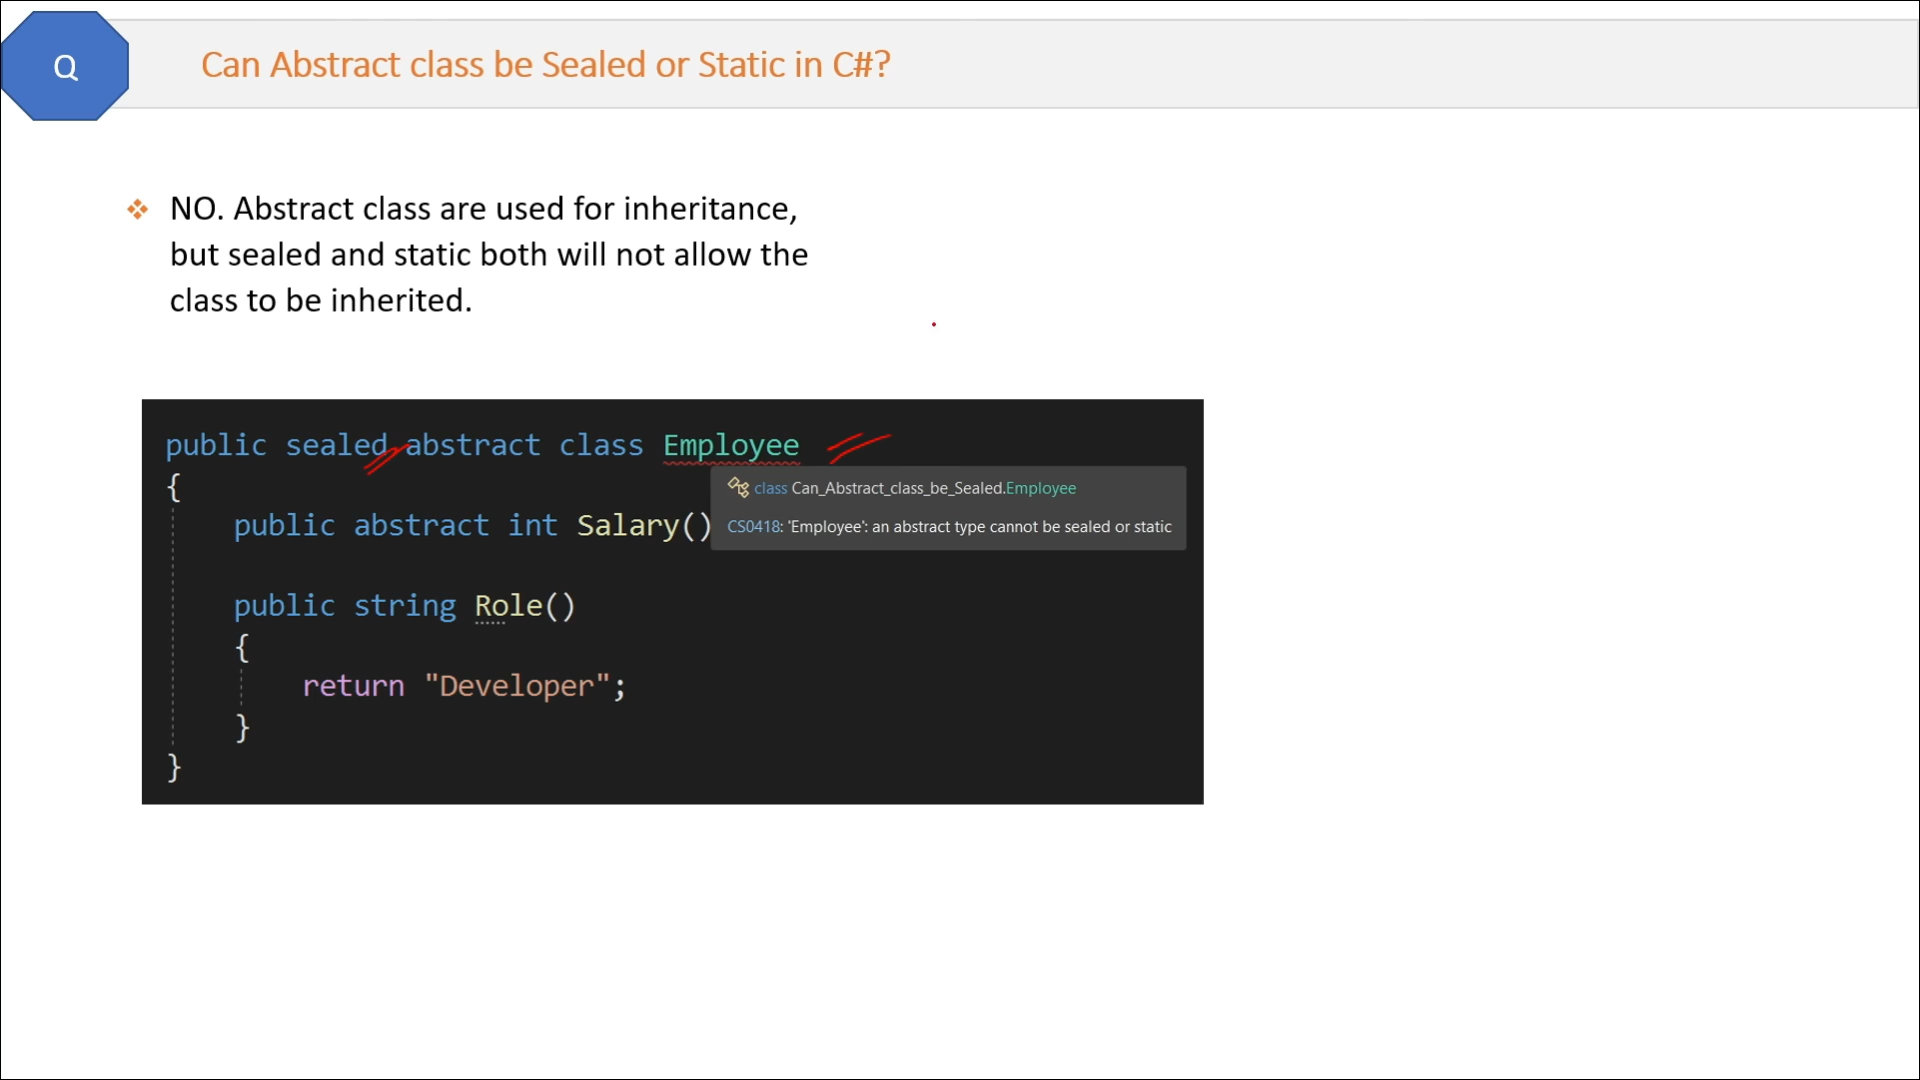 Q
Can Abstract class be Sealed or Static in C#?
NO. Abstract class are used for inheritance,
but sealed and static both will not allow the
class to be inherited.
public sealed abstract class Employee
{
class Can_Abstract_class_be_Sealed.Employee
public abstract int Salary()
CS0418: 'Employee': an abstract type cannot be sealed or static
public string Role()
{
return "Developer";
}
}